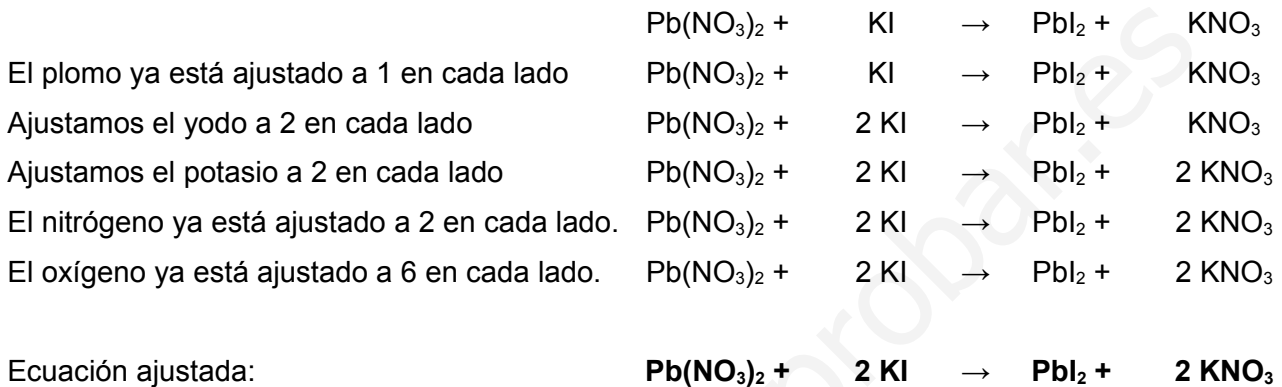 Pb(NO₃)₂ + KI → PbI₂ + KNO₃
El plomo ya está ajustado a 1 en cada lado Pb(NO₃)₂ + KI → PbI₂ + KNO₃
Ajustamos el yodo a 2 en cada lado Pb(NO₃)₂ + 2 KI → PbI₂ + KNO₃
Ajustamos el potasio a 2 en cada lado Pb(NO₃)₂ + 2 KI → PbI₂ + 2 KNO₃
El nitrógeno ya está ajustado a 2 en cada lado. Pb(NO₃)₂ + 2 KI → PbI₂ + 2 KNO₃
El oxígeno ya está ajustado a 6 en cada lado. Pb(NO₃)₂ + 2 KI → PbI₂ + 2 KNO₃
Ecuación ajustada: Pb(NO₃)₂ + 2 KI → PbI₂ + 2 KNO₃
probar.es